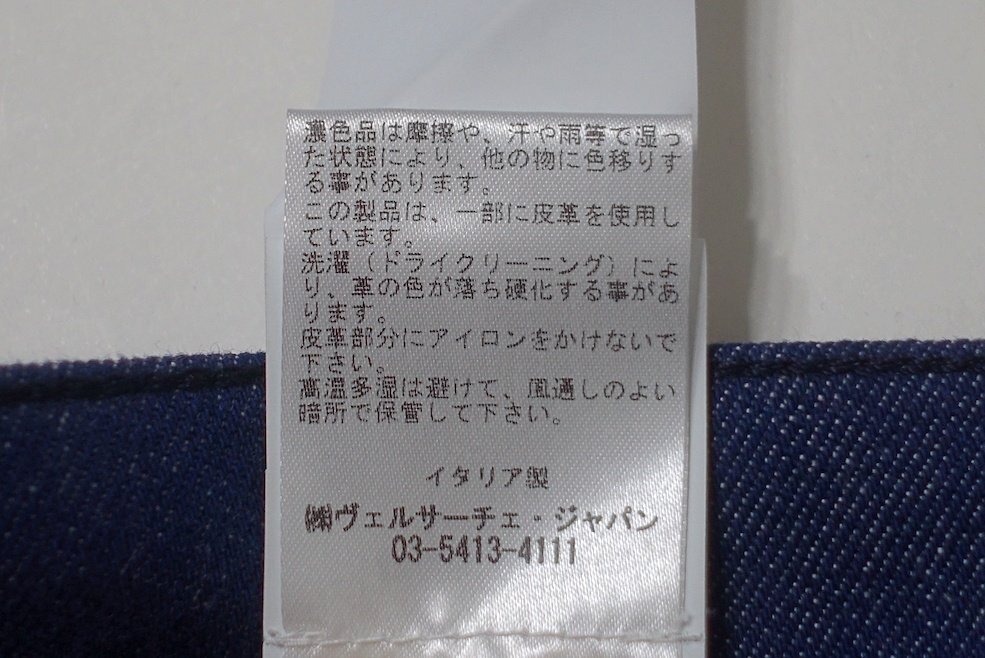 濃色品は摩擦や、汗や雨等で湿っ
た状態により、他の物に色移りす
る事があります。
この製品は、一部に皮革を使用し
ています。
洗濯（ドライクリーニング）によ
り、革の色が落ち硬化する事があ
ります。
皮革部分にアイロンをかけないで
下さい。
高温多湿は避けて、風通しのよい
暗所で保管して下さい。
イタリア製
㈱ヴェルサーチェ・ジャパン
03-5413-4111